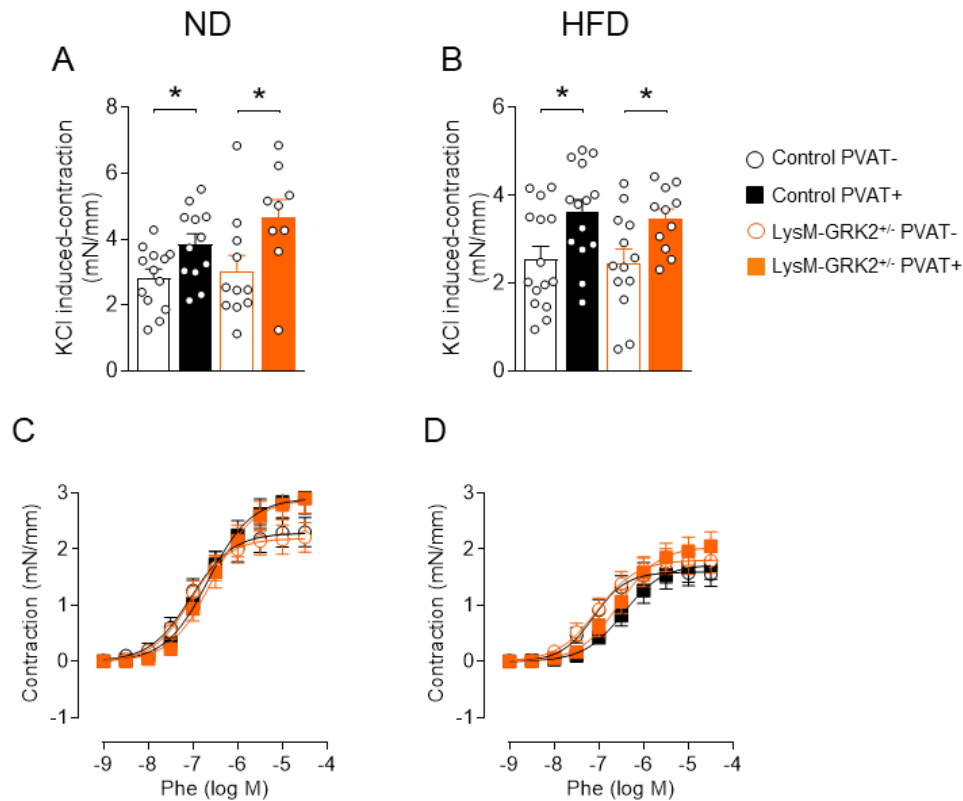 ND
HFD
A
B
* *
* *
KCl induced-contraction
(mN/mm)
8
6
4
2
0
KCl induced-contraction
(mN/mm)
6
4
2
0
Control PVAT-
Control PVAT+
LysM-GRK2+/- PVAT-
LysM-GRK2+/- PVAT+
C
D
Contraction (mN/mm)
3
2
1
0
-1
-9 -8 -7 -6 -5 -4
Phe (log M)
Contraction (mN/mm)
3
2
1
0
-1
-9 -8 -7 -6 -5 -4
Phe (log M)